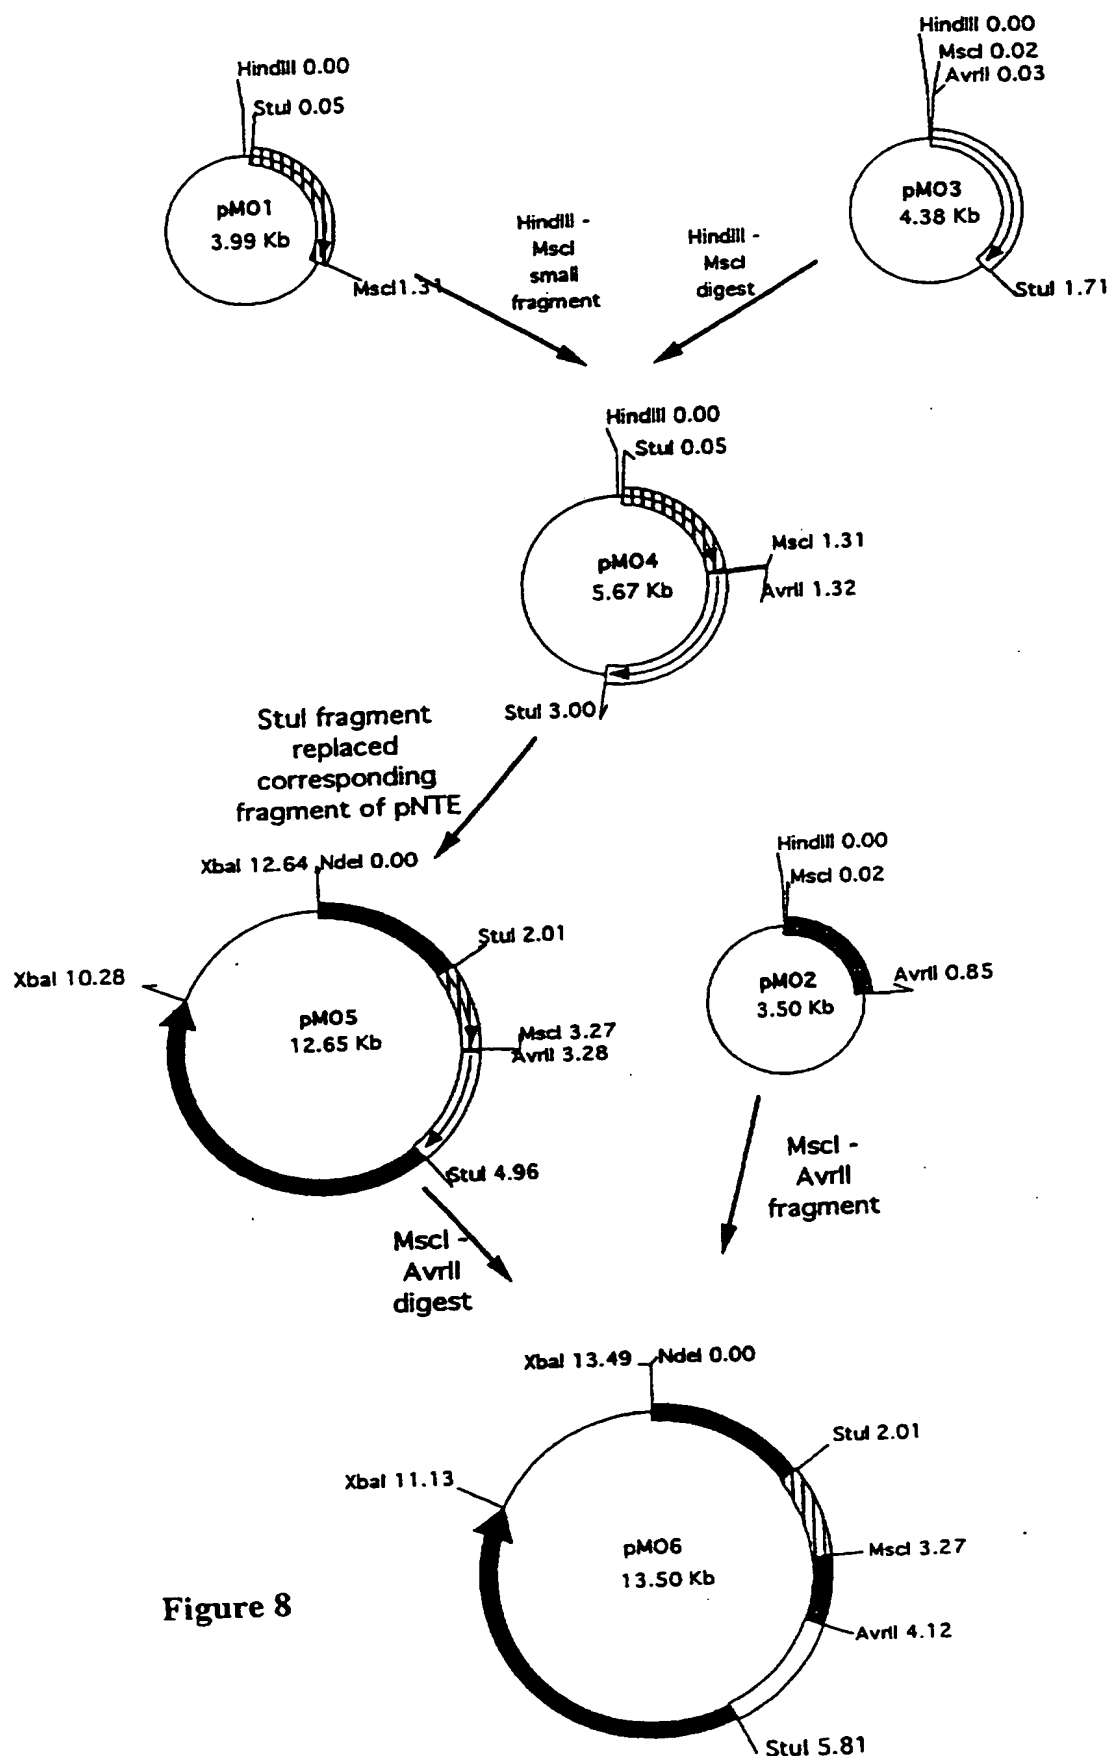 HindIII 0.00
StuI 0.05
pMO1
3.99 Kb
MscI 1.31
HindIII -
MscI
small
fragment
HindIII 0.00
MscI 0.02
AvrII 0.03
pMO3
4.38 Kb
StuI 1.71
HindIII -
MscI
digest
HindIII 0.00
StuI 0.05
pMO4
5.67 Kb
MscI 1.31
AvrII 1.32
StuI 3.00
StuI fragment
replaced
corresponding
fragment of pNTE
XbaI 12.64 NdeI 0.00
StuI 2.01
XbaI 10.28
pMO5
12.65 Kb
MscI 3.27
AvrII 3.28
StuI 4.96
MscI -
AvrII
digest
HindIII 0.00
MscI 0.02
pMO2
3.50 Kb
AvrII 0.85
MscI -
AvrII
fragment
XbaI 13.49 NdeI 0.00
StuI 2.01
XbaI 11.13
pMO6
13.50 Kb
MscI 3.27
AvrII 4.12
StuI 5.81
Figure 8